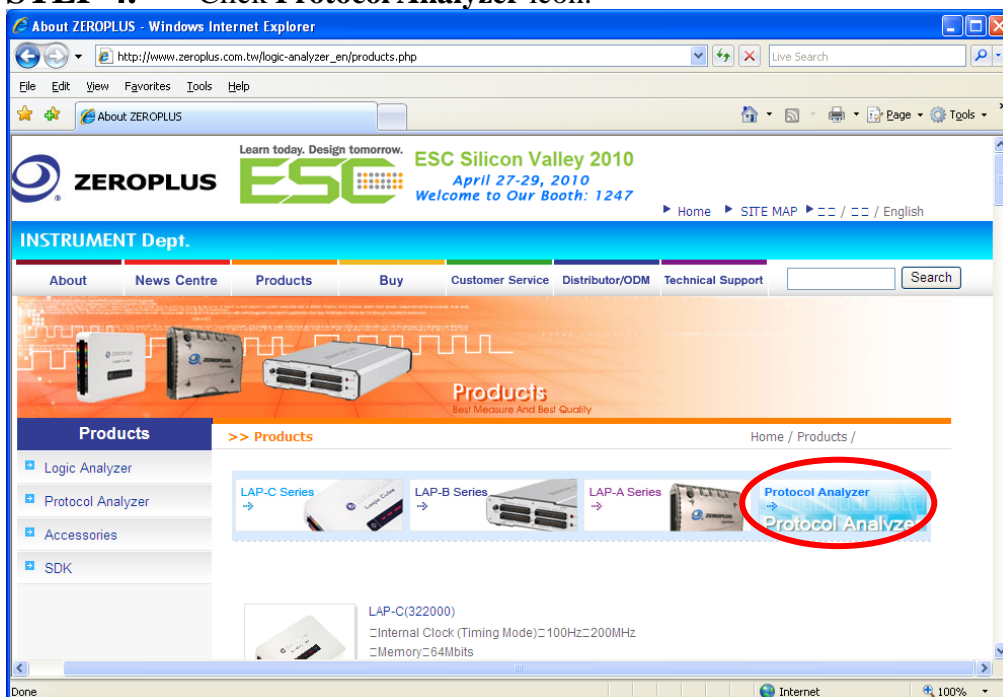 STEP 4. Click Protocol Analyzer icon.
About ZEROPLUS - Windows Internet Explorer
http://www.zeroplus.com.tw/logic-analyzer_en/products.php
Live Search
File Edit View Favorites Tools Help
About ZEROPLUS
Page Tools
ZEROPLUS
Learn today. Design tomorrow.
ESC
ESC Silicon Valley 2010
April 27-29, 2010
Welcome to Our Booth: 1247
Home SITE MAP □□ / □□ / English
INSTRUMENT Dept.
About News Centre Products Buy Customer Service Distributor/ODM Technical Support Search
Products
Best Measure And Best Quality
Products
>> Products
Home / Products /
Logic Analyzer
Protocol Analyzer
Accessories
SDK
LAP-C Series
LAP-B Series
LAP-A Series
Protocol Analyzer
Protocol Analyze
LAP-C(322000)
□Internal Clock (Timing Mode)□100Hz□200MHz
□Memory□64Mbits
Done
Internet
100%